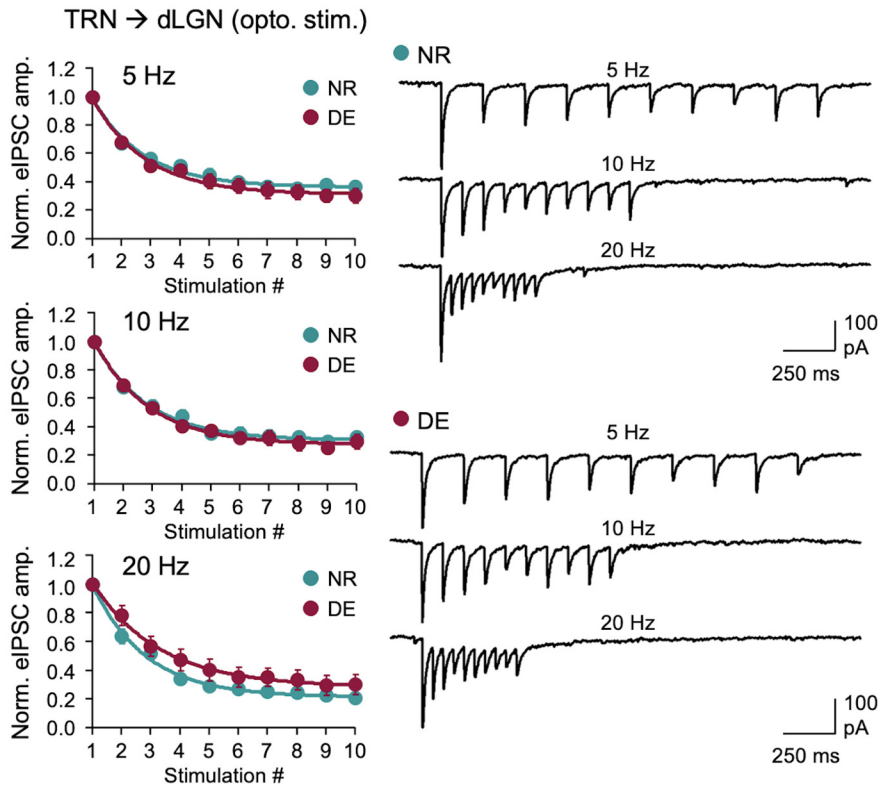 TRN → dLGN (opto. stim.)
5 Hz
NR
DE
Norm. eIPSC amp.
1.2
1.0
0.8
0.6
0.4
0.2
0.0
1 2 3 4 5 6 7 8 9 10
Stimulation #
10 Hz
NR
DE
Norm. eIPSC amp.
1.2
1.0
0.8
0.6
0.4
0.2
0.0
1 2 3 4 5 6 7 8 9 10
Stimulation #
20 Hz
NR
DE
Norm. eIPSC amp.
1.2
1.0
0.8
0.6
0.4
0.2
0.0
1 2 3 4 5 6 7 8 9 10
Stimulation #
NR
5 Hz
10 Hz
20 Hz
100
pA
250 ms
DE
5 Hz
10 Hz
20 Hz
100
pA
250 ms